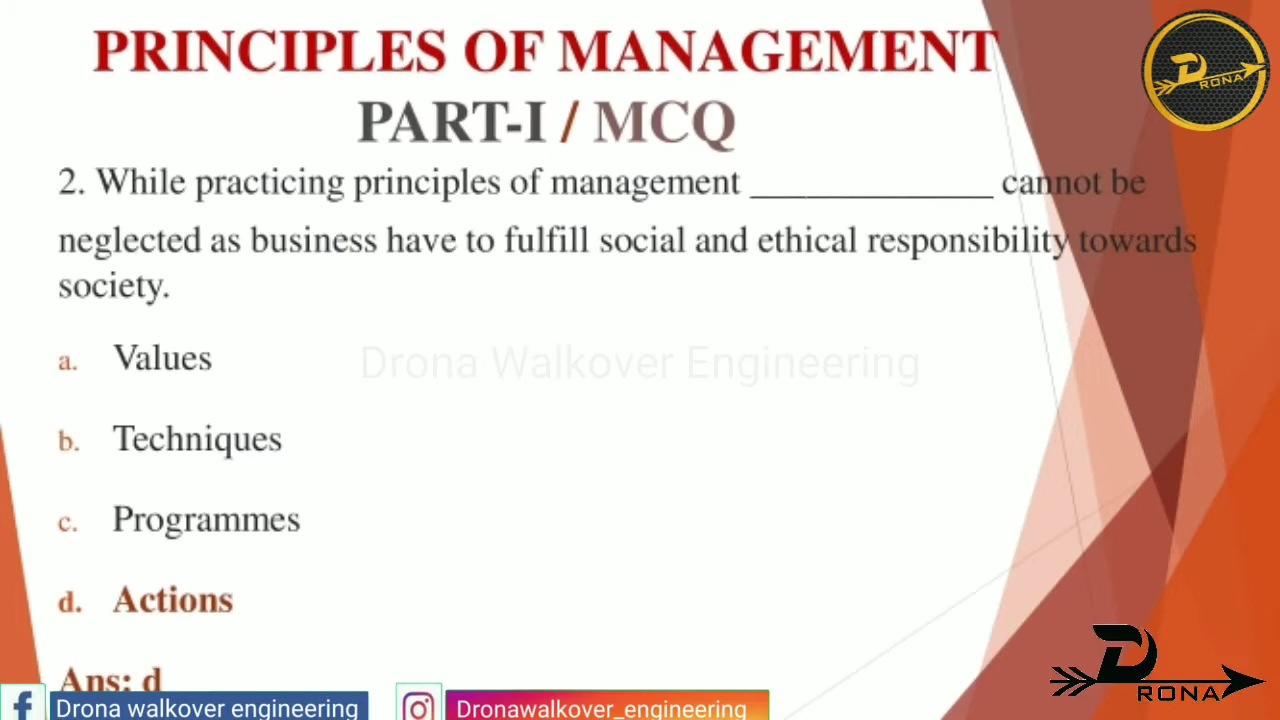 PRINCIPLES OF MANAGEMENT
PART-I / MCQ
2. While practicing principles of management _____________ cannot be
neglected as business have to fulfill social and ethical responsibility towards
society.
a. Values
b. Techniques
c. Programmes
d. Actions
Ans: d
Drona Walkover Engineering
D RONA
D RONA
Drona walkover engineering
Dronawalkover_engineering